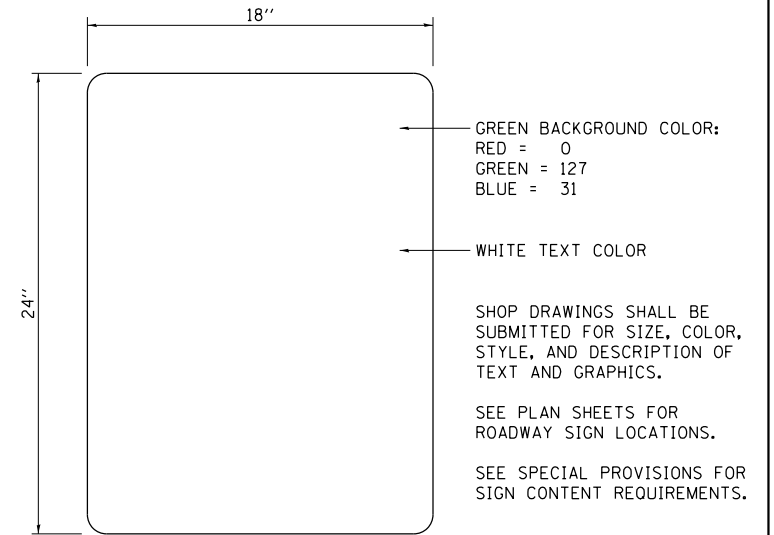 18''
24''
GREEN BACKGROUND COLOR:
RED = 0
GREEN = 127
BLUE = 31
WHITE TEXT COLOR
SHOP DRAWINGS SHALL BE
SUBMITTED FOR SIZE, COLOR,
STYLE, AND DESCRIPTION OF
TEXT AND GRAPHICS.
SEE PLAN SHEETS FOR
ROADWAY SIGN LOCATIONS.
SEE SPECIAL PROVISIONS FOR
SIGN CONTENT REQUIREMENTS.